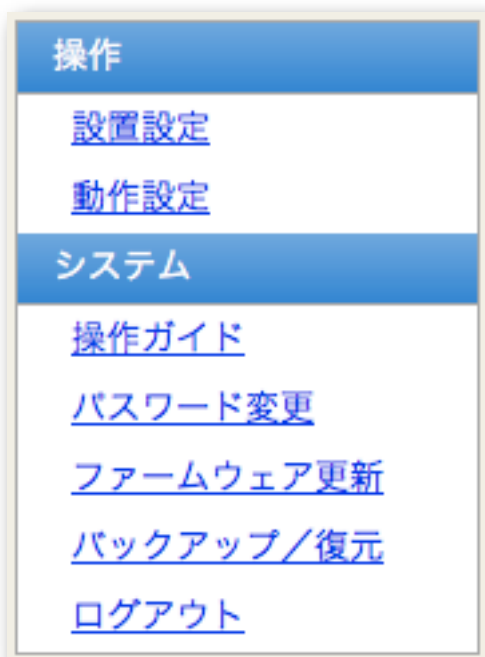 操作
設置設定
動作設定
システム
操作ガイド
パスワード変更
ファームウェア更新
バックアップ／復元
ログアウト